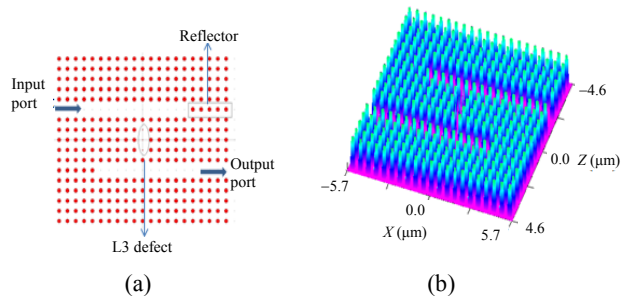 Reflector
Input
port
Output
port
L3 defect
(a)
−4.6
0.0 Z (μm)
−5.7
0.0
X (μm)
5.7
4.6
(b)